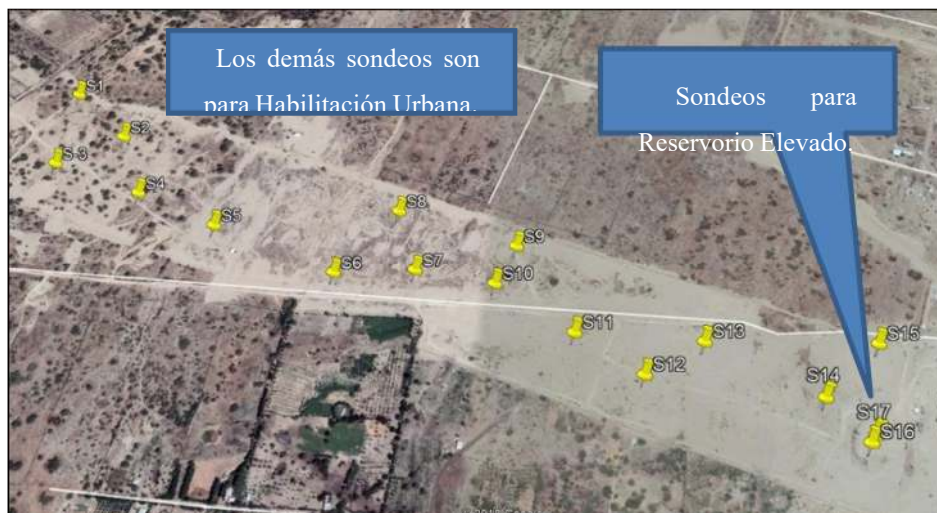 Los demás sondeos son
para Habilitación Urbana.
Sondeos para
Reservorio Elevado.
S1
S2
S-3
S4
S5
S8
S9
S6
S7
S10
S11
S13
S15
S12
S14
S17
S16